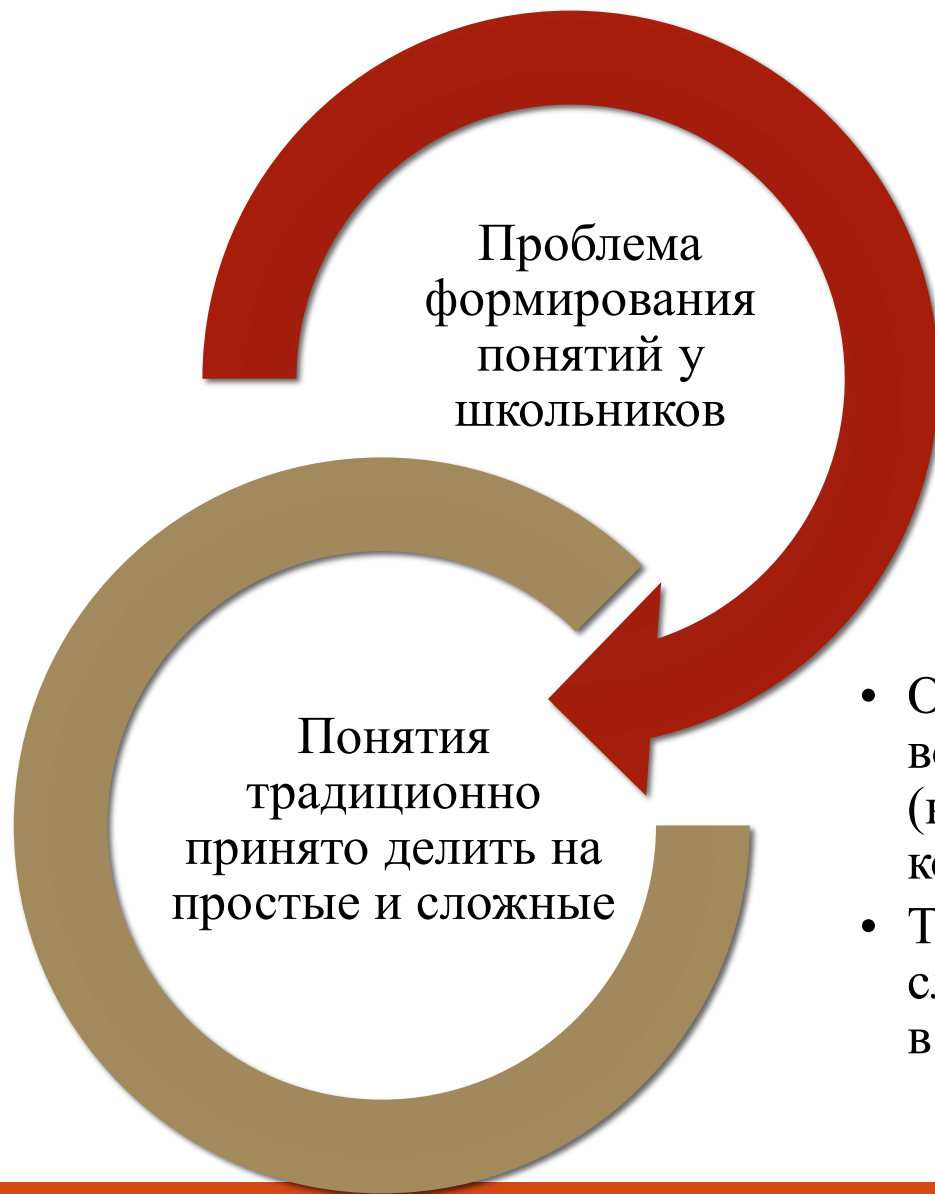 Проблема
формирования
понятий у
школьников
Понятия
традиционно
принято делить на
простые и сложные